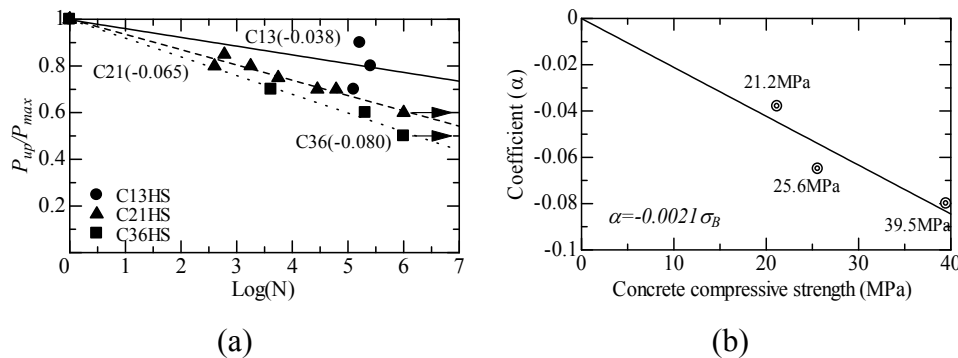 1
0.8
0.6
0.4
0.2
P_up/P_max
C13(-0.038)
C21(-0.065)
C36(-0.080)
C13HS
C21HS
C36HS
0 1 2 3 4 5 6 7
Log(N)
(a)
0
-0.02
-0.04
-0.06
-0.08
-0.1
Coefficient (α)
21.2MPa
25.6MPa
39.5MPa
α=-0.0021σ_B
0 10 20 30 40
Concrete compressive strength (MPa)
(b)